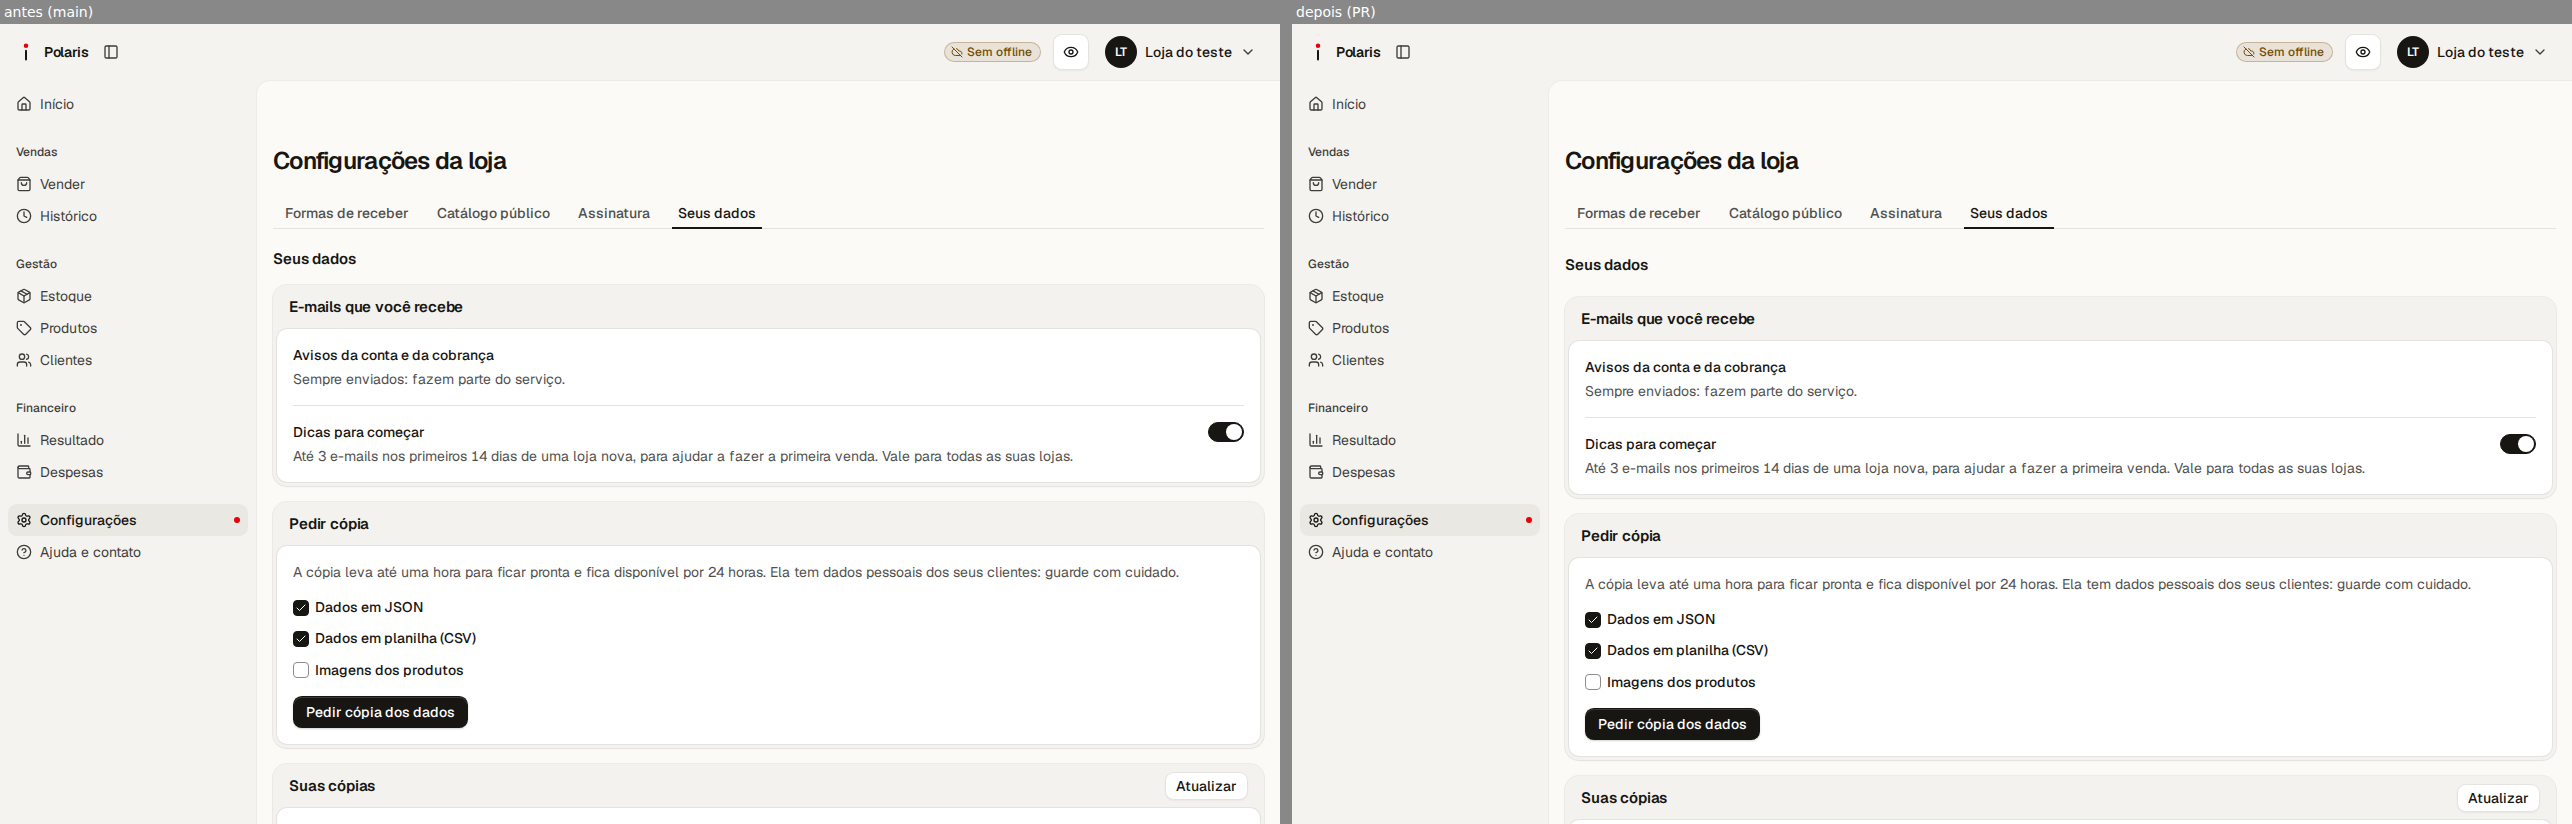 antes (main)
Polaris
Sem offline
LT
Loja do teste
Início
Vendas
Vender
Histórico
Gestão
Estoque
Produtos
Clientes
Financeiro
Resultado
Despesas
Configurações
Ajuda e contato
Configurações da loja
Formas de receber
Catálogo público
Assinatura
Seus dados
Seus dados
E-mails que você recebe
Avisos da conta e da cobrança
Sempre enviados: fazem parte do serviço.
Dicas para começar
Até 3 e-mails nos primeiros 14 dias de uma loja nova, para ajudar a fazer a primeira venda. Vale para todas as suas lojas.
Pedir cópia
A cópia leva até uma hora para ficar pronta e fica disponível por 24 horas. Ela tem dados pessoais dos seus clientes: guarde com cuidado.
Dados em JSON
Dados em planilha (CSV)
Imagens dos produtos
Pedir cópia dos dados
Suas cópias
Atualizar
depois (PR)
Polaris
Sem offline
LT
Loja do teste
Início
Vendas
Vender
Histórico
Gestão
Estoque
Produtos
Clientes
Financeiro
Resultado
Despesas
Configurações
Ajuda e contato
Configurações da loja
Formas de receber
Catálogo público
Assinatura
Seus dados
Seus dados
E-mails que você recebe
Avisos da conta e da cobrança
Sempre enviados: fazem parte do serviço.
Dicas para começar
Até 3 e-mails nos primeiros 14 dias de uma loja nova, para ajudar a fazer a primeira venda. Vale para todas as suas lojas.
Pedir cópia
A cópia leva até uma hora para ficar pronta e fica disponível por 24 horas. Ela tem dados pessoais dos seus clientes: guarde com cuidado.
Dados em JSON
Dados em planilha (CSV)
Imagens dos produtos
Pedir cópia dos dados
Suas cópias
Atualizar